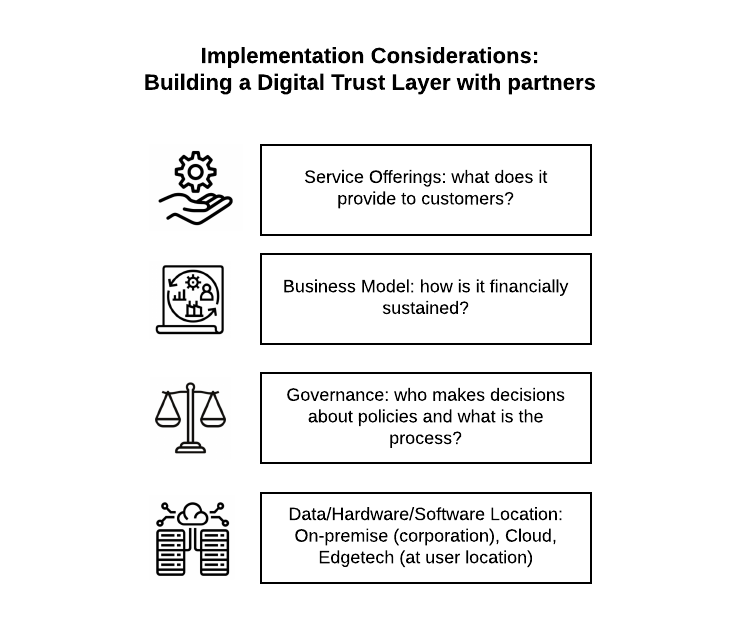 Implementation Considerations:
Building a Digital Trust Layer with partners
Service Offerings: what does it
provide to customers?
Business Model: how is it financially
sustained?
Governance: who makes decisions
about policies and what is the
process?
Data/Hardware/Software Location:
On-premise (corporation), Cloud,
Edgetech (at user location)